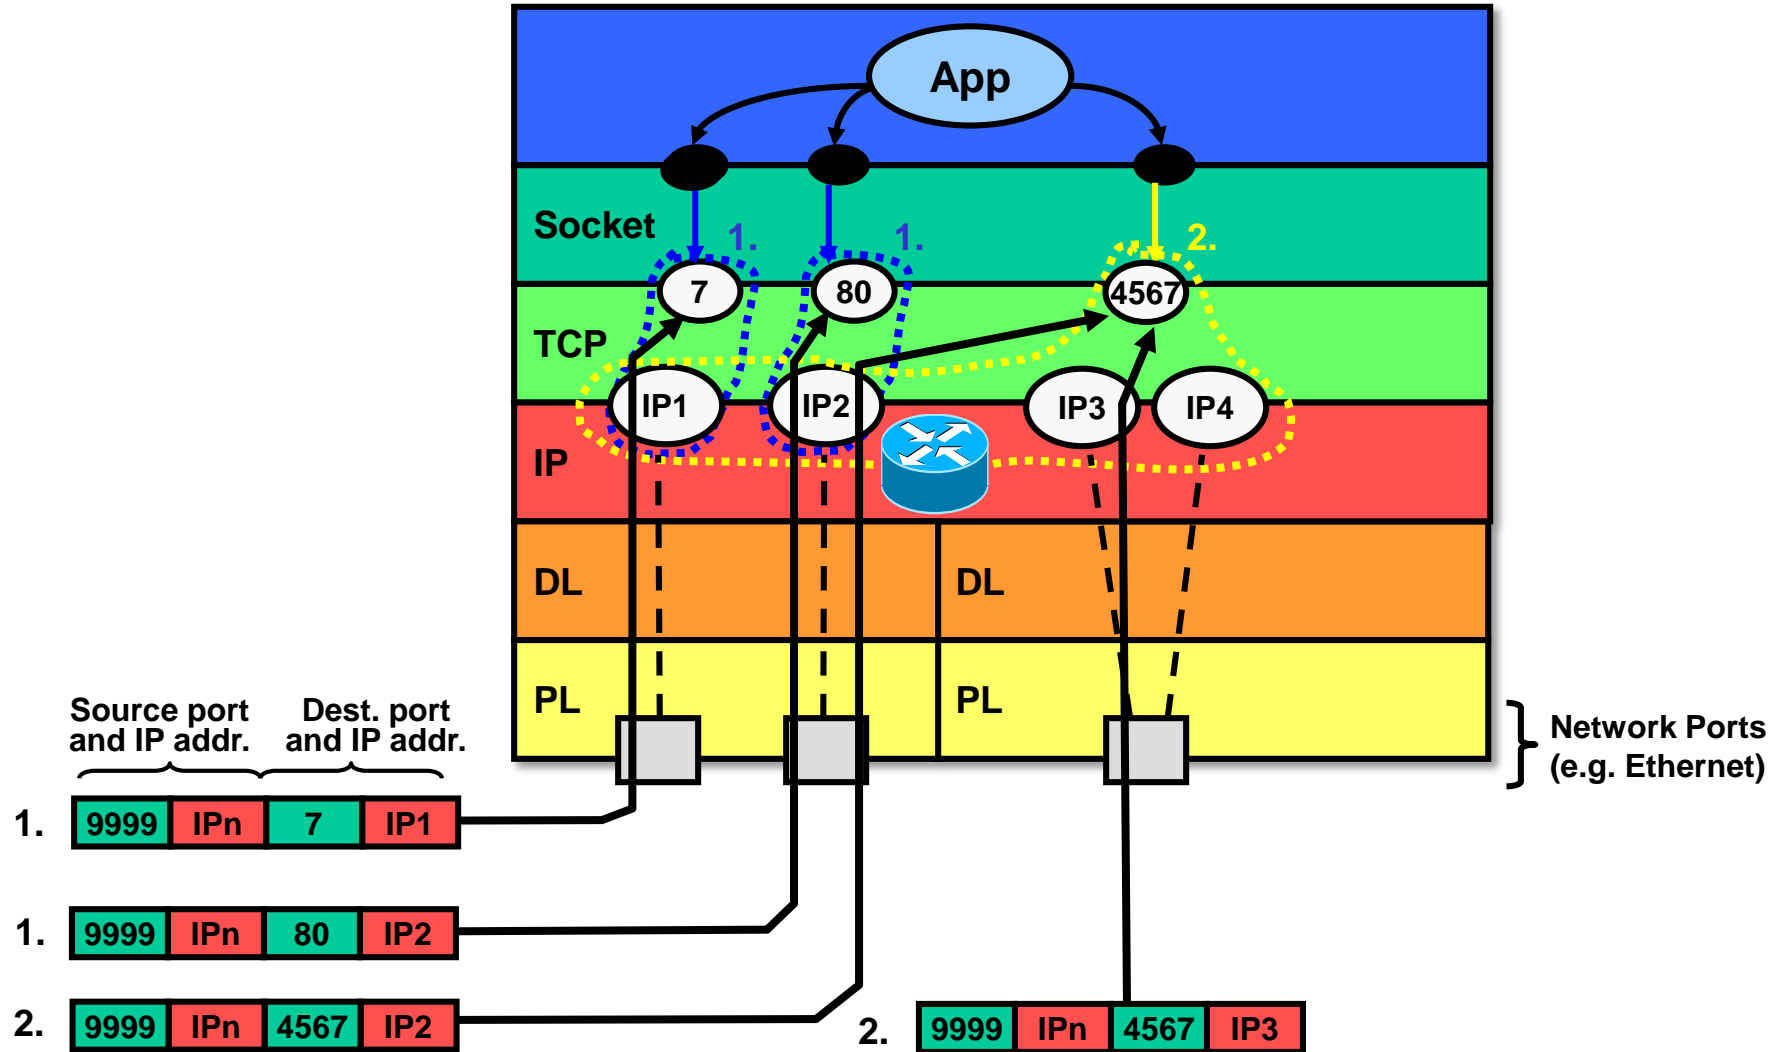 App
Socket
1.
1.
2.
7
80
4567
TCP
IP1
IP2
IP3
IP4
IP
DL
DL
PL
PL
Source port
and IP addr.
Dest. port
and IP addr.
Network Ports
(e.g. Ethernet)
1.
9999 IPn 7 IP1
1.
9999 IPn 80 IP2
2.
9999 IPn 4567 IP2
2.
9999 IPn 4567 IP3